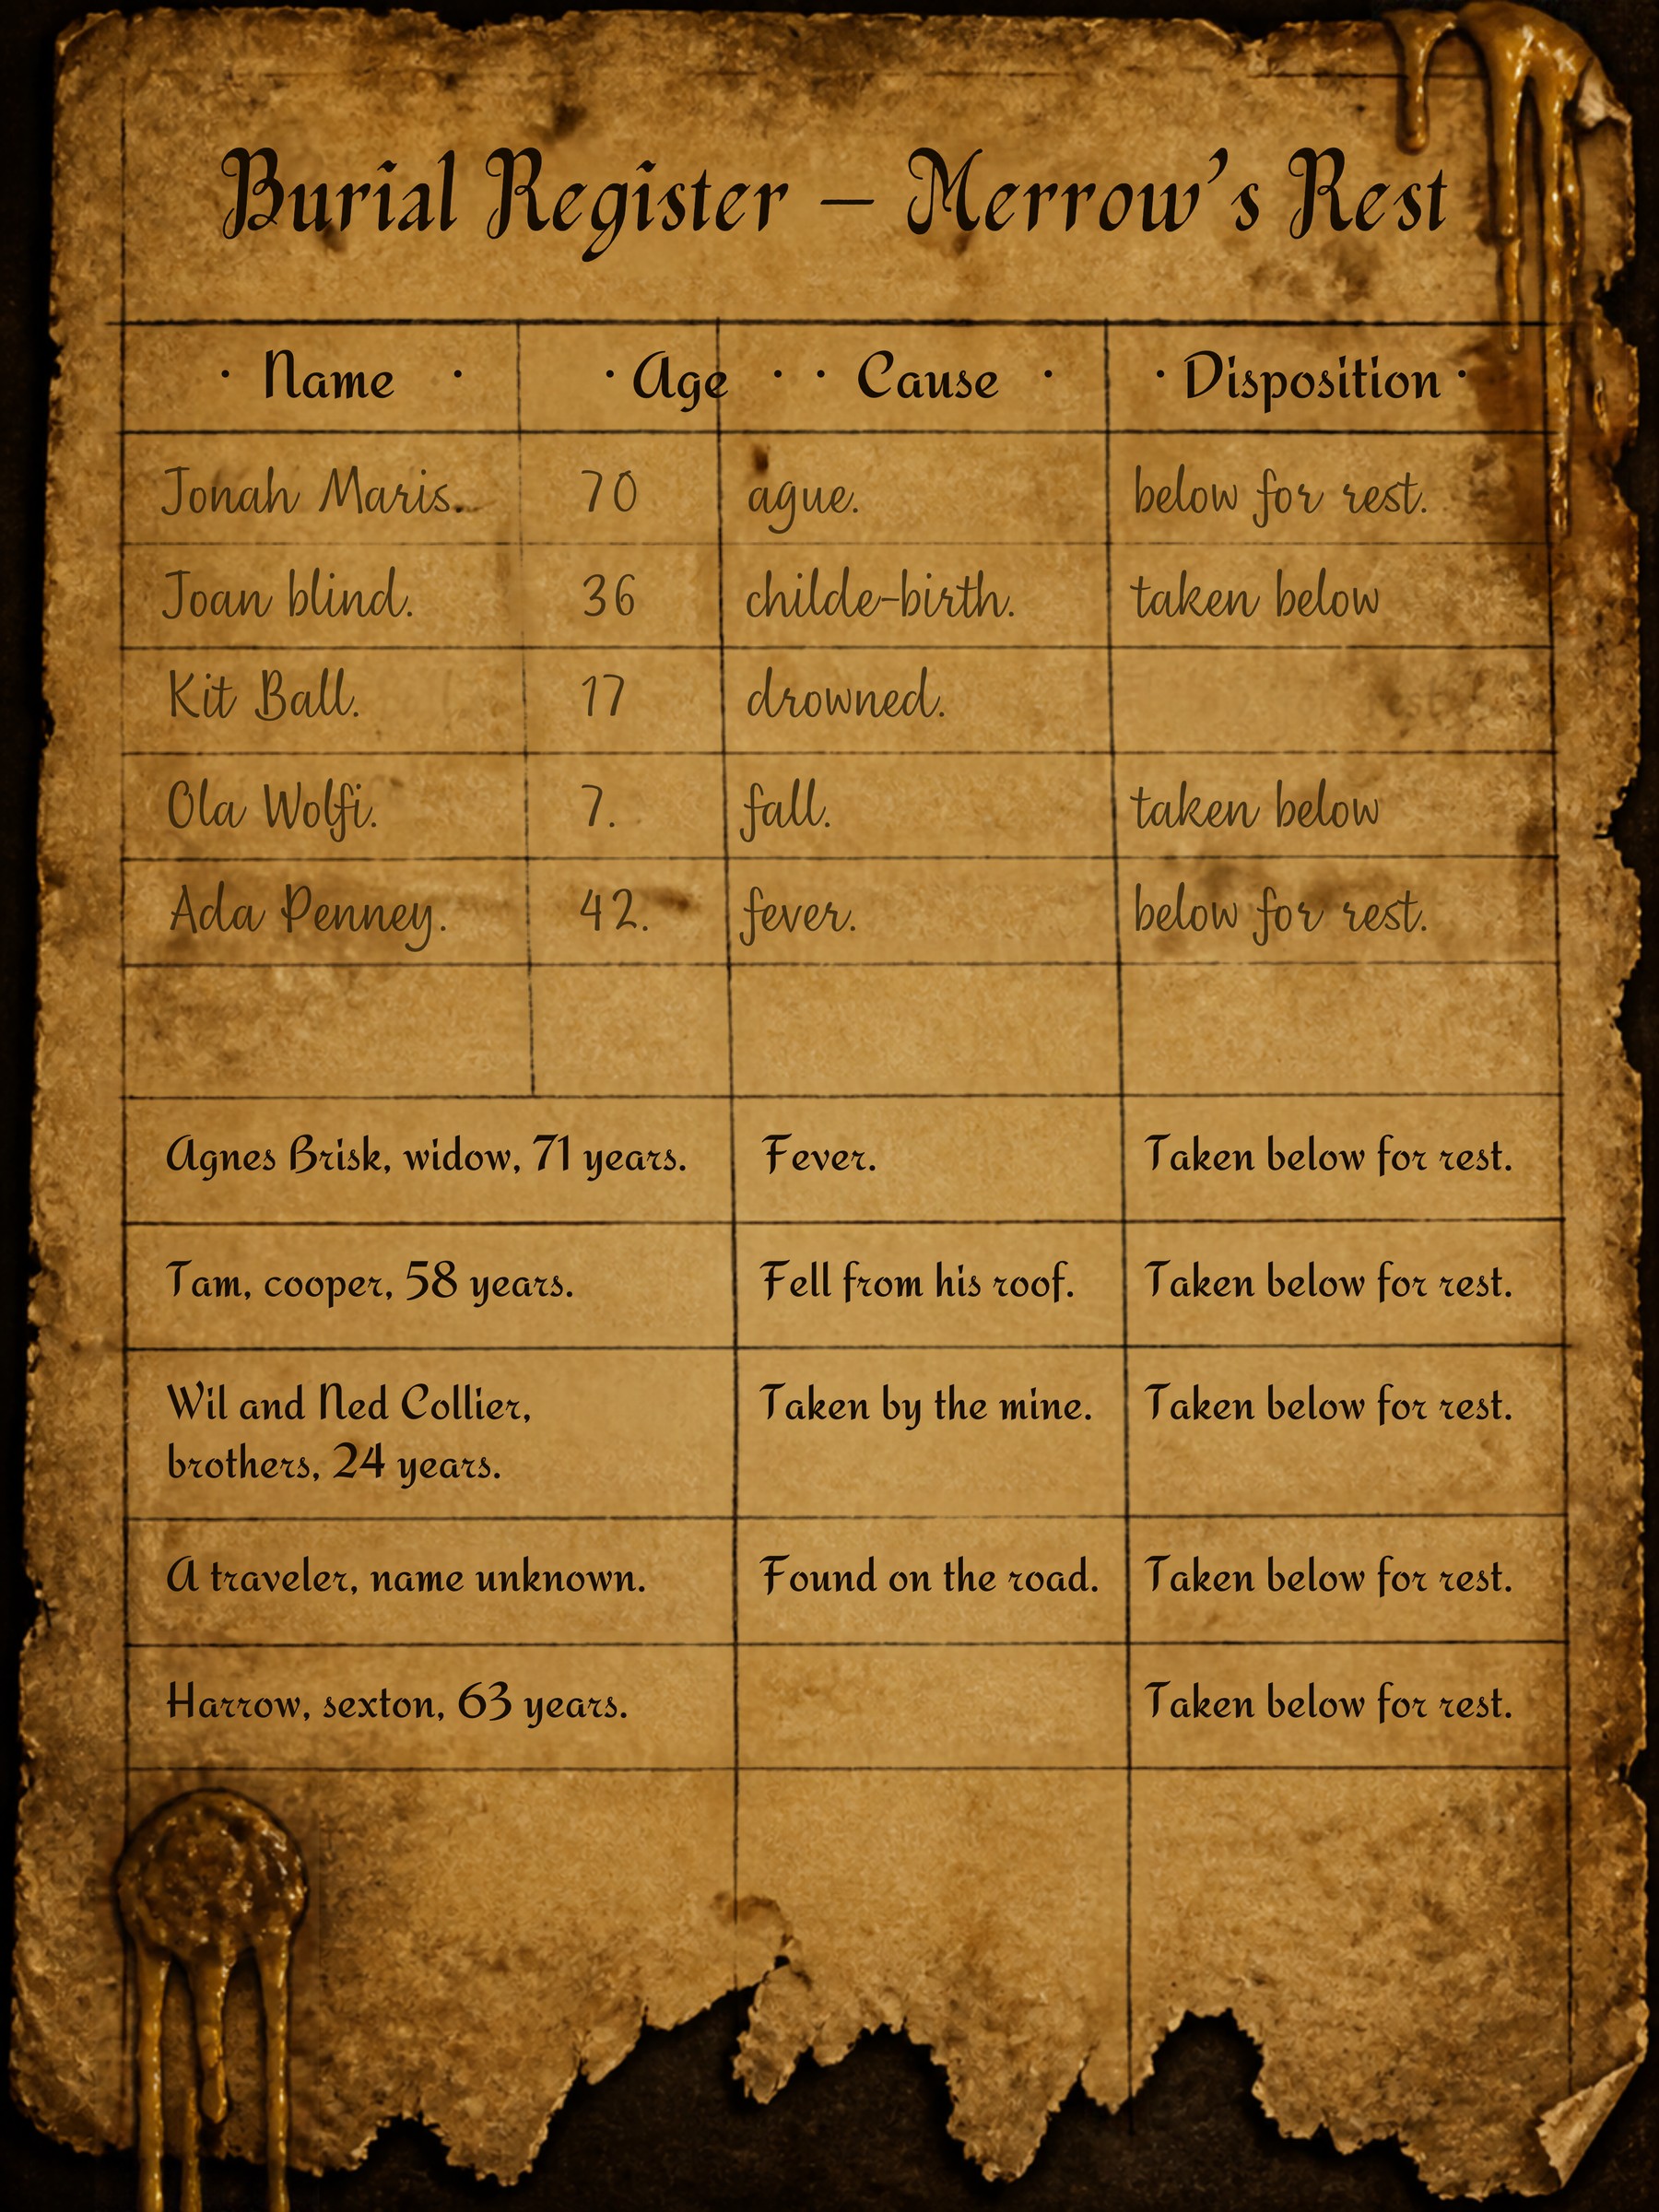 Burial Register – Merrow's Rest
· Name · · Age · · Cause · · Disposition ·
Jonah Maris. 70 ague. below for rest.
Joan blind. 36 childe-birth. taken below
Kit Ball. 17 drowned.
Ola Wolfi. 7. fall. taken below
Ada Penney. 42. fever. below for rest.
Agnes Brisk, widow, 71 years. Fever. Taken below for rest.
Tam, cooper, 58 years. Fell from his roof. Taken below for rest.
Wil and Ned Collier, Taken by the mine. Taken below for rest.
brothers, 24 years.
A traveler, name unknown. Found on the road. Taken below for rest.
Harrow, sexton, 63 years. Taken below for rest.